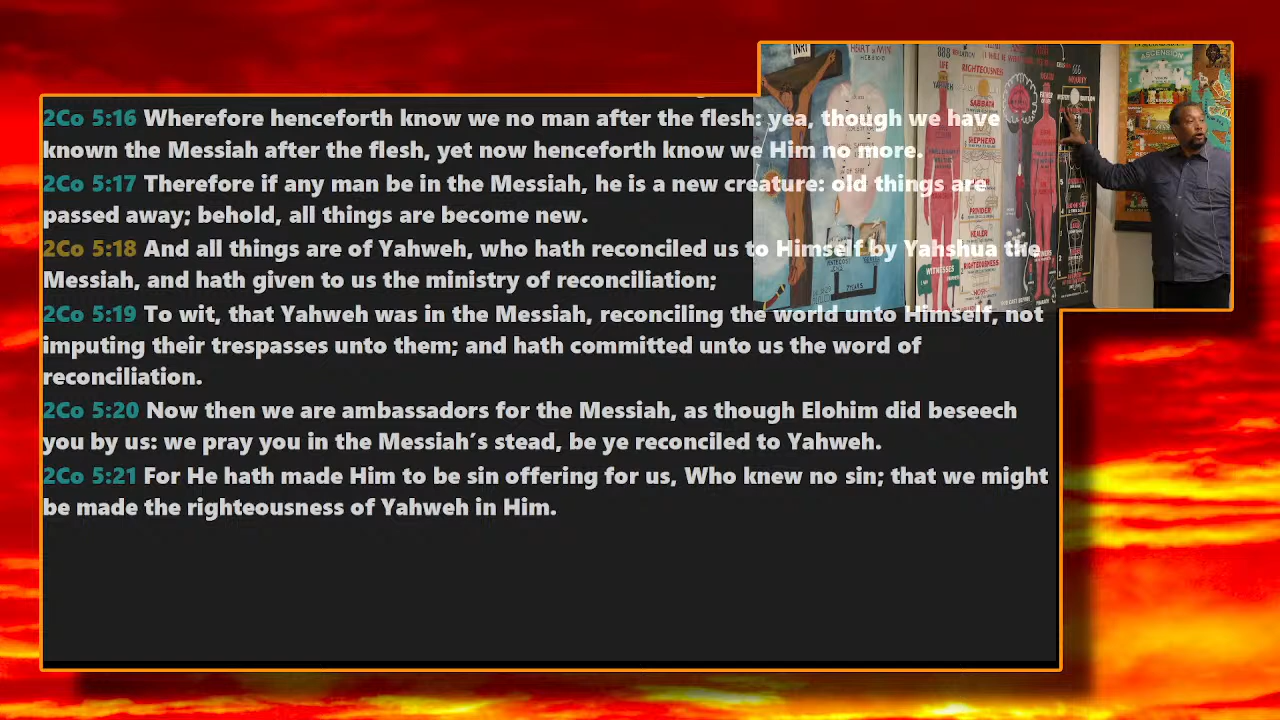 2Co 5:16 Wherefore henceforth know we no man after the flesh: yea, though we have
known the Messiah after the flesh, yet now henceforth know we Him no more.
2Co 5:17 Therefore if any man be in the Messiah, he is a new creature: old things are
passed away; behold, all things are become new.
2Co 5:18 And all things are of Yahweh, who hath reconciled us to Himself by Yahshua the
Messiah, and hath given to us the ministry of reconciliation;
2Co 5:19 To wit, that Yahweh was in the Messiah, reconciling the world unto Himself, not
imputing their trespasses unto them; and hath committed unto us the word of
reconciliation.
2Co 5:20 Now then we are ambassadors for the Messiah, as though Elohim did beseech
you by us: we pray you in the Messiah's stead, be ye reconciled to Yahweh.
2Co 5:21 For He hath made Him to be sin offering for us, Who knew no sin; that we might
be made the righteousness of Yahweh in Him.
INRI
888
LIFE
RIGHTEOUSNESS
SABBATH
SHEPHERD
PROVIDER
HEALER
RIGHTEOUSNESS
WITNESSES
PENTECOST
ASCENSION